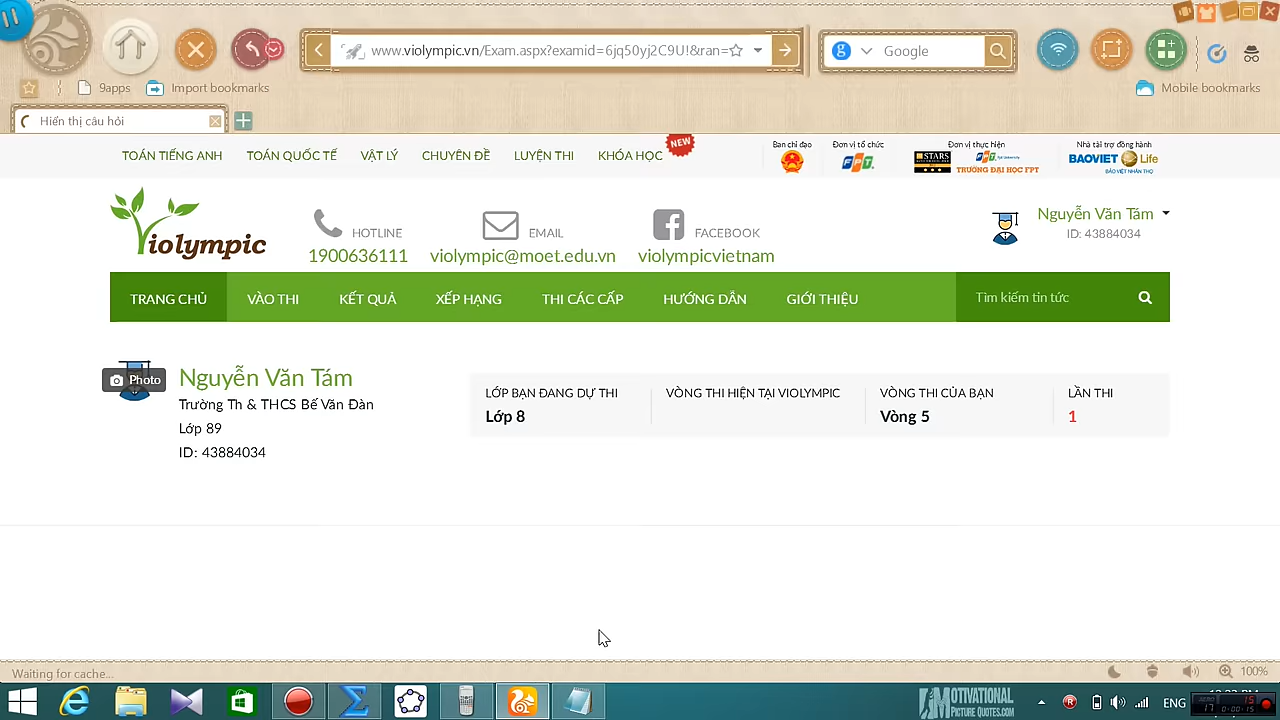 www.violympic.vn/Exam.aspx?examid=6jq50yj2C9U!&ran=
Google
9apps
Import bookmarks
Mobile bookmarks
Hiển thị câu hỏi
TOÁN TIẾNG ANH
TOÁN QUỐC TẾ
VẬT LÝ
CHUYÊN ĐỀ
LUYỆN THI
KHÓA HỌC
NEW
Ban chỉ đạo
Đơn vị tổ chức
FPT
Đơn vị thực hiện
STARS
TRƯỜNG ĐẠI HỌC FPT
Nhà tài trợ đồng hành
BAOVIET Life
BẢO VIỆT NHÂN THỌ
Violympic
HOTLINE
1900636111
EMAIL
violympic@moet.edu.vn
FACEBOOK
violympicvietnam
Nguyễn Văn Tám
ID: 43884034
TRANG CHỦ
VÀO THI
KẾT QUẢ
XẾP HẠNG
THI CÁC CẤP
HƯỚNG DẪN
GIỚI THIỆU
Tìm kiếm tin tức
Photo
Nguyễn Văn Tám
Trường Th & THCS Bế Văn Đàn
Lớp 89
ID: 43884034
LỚP BẠN ĐANG DỰ THI
Lớp 8
VÒNG THI HIỆN TẠI VIOLYMPIC
VÒNG THI CỦA BẠN
Vòng 5
LẦN THI
1
Waiting for cache...
100%
MOTIVATIONAL
PICTURE QUOTES.COM
ENG